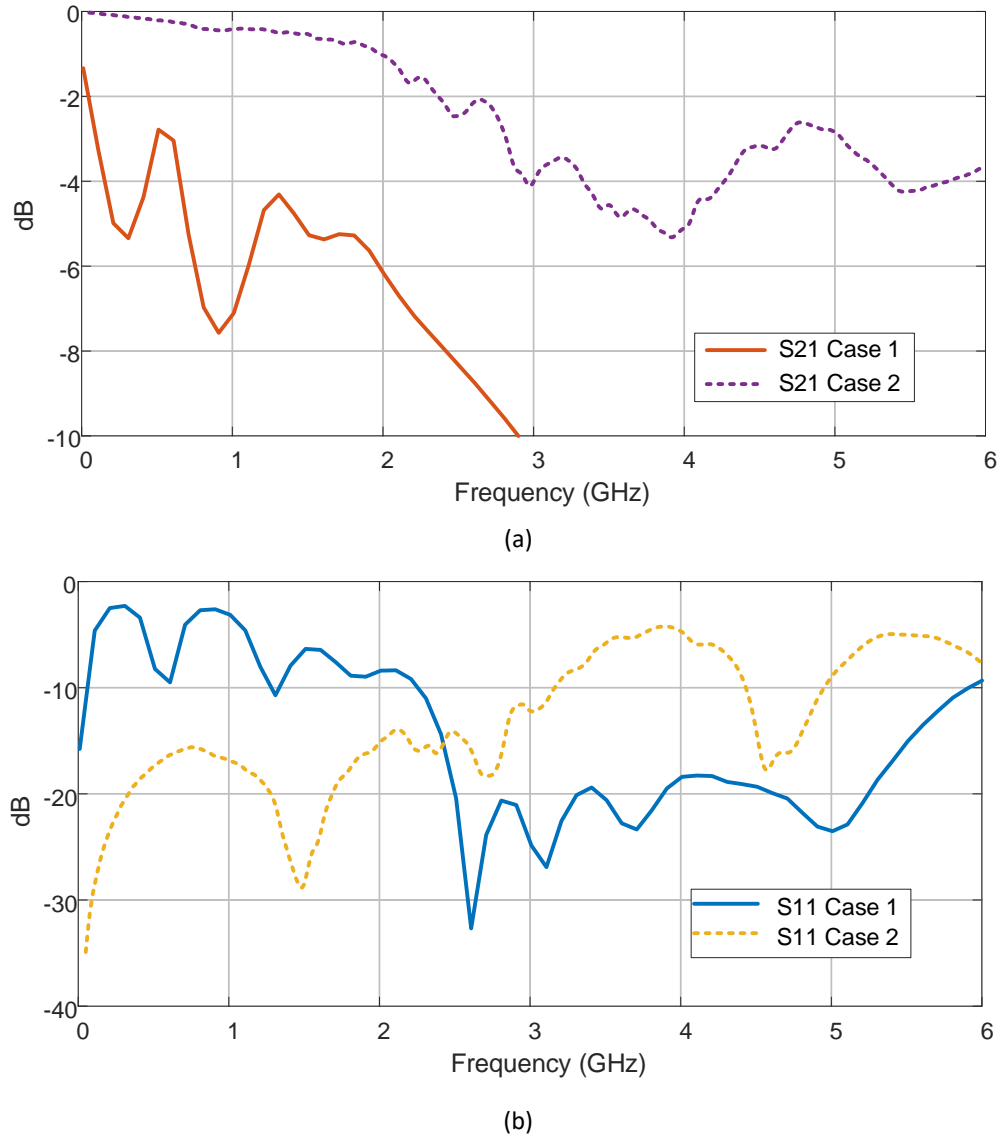 0
-2
-4
-6
-8
-10
dB
S21 Case 1
S21 Case 2
0 1 2 3 4 5 6
Frequency (GHz)
(a)
0
-10
-20
-30
-40
dB
S11 Case 1
S11 Case 2
0 1 2 3 4 5 6
Frequency (GHz)
(b)